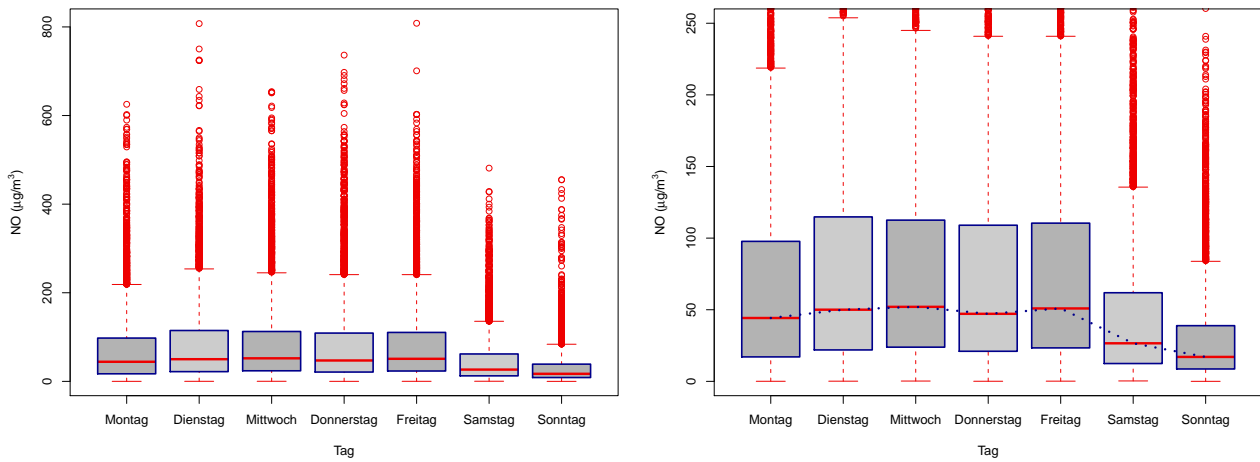 NO (µg/m³)
800
600
400
200
0
Montag Dienstag Mittwoch Donnerstag Freitag Samstag Sonntag
Tag
NO (µg/m³)
250
200
150
100
50
0
Montag Dienstag Mittwoch Donnerstag Freitag Samstag Sonntag
Tag